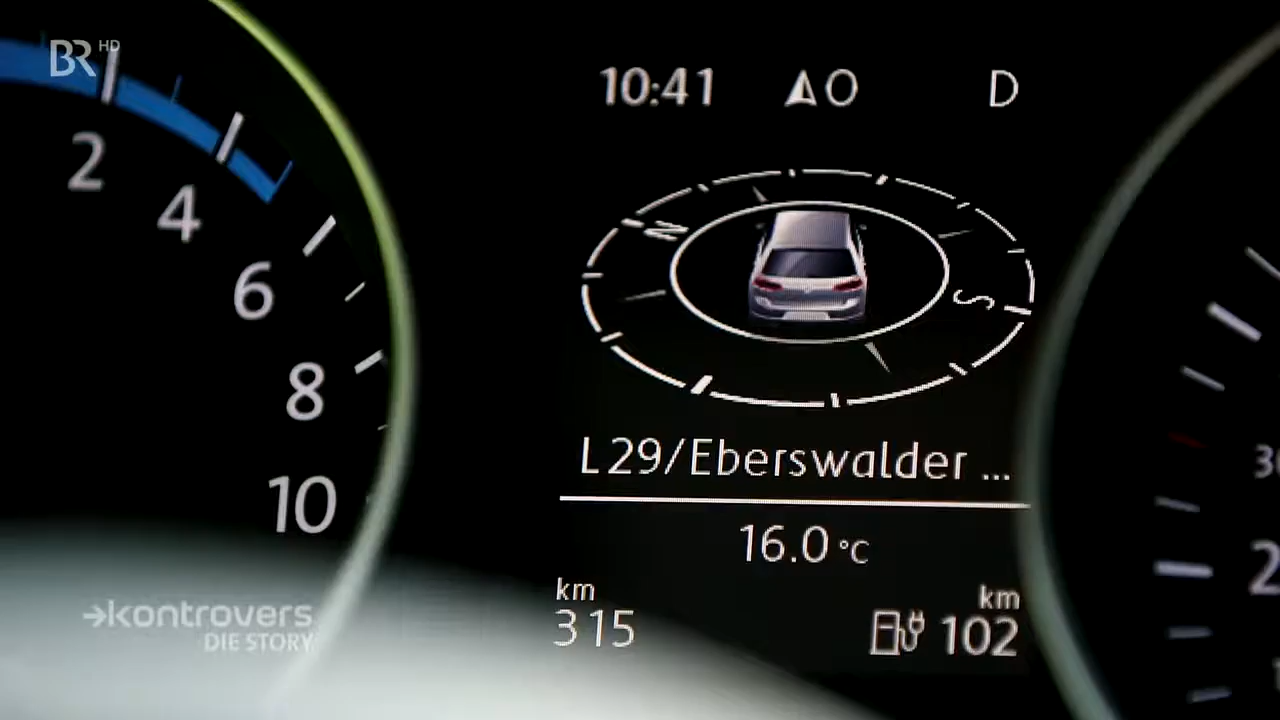 BR HD
10:41 O D
2
4
6
8
10
N
S
L29/Eberswalder ...
16.0 °C
km
315
km
102
→kontrovers
DIE STORY